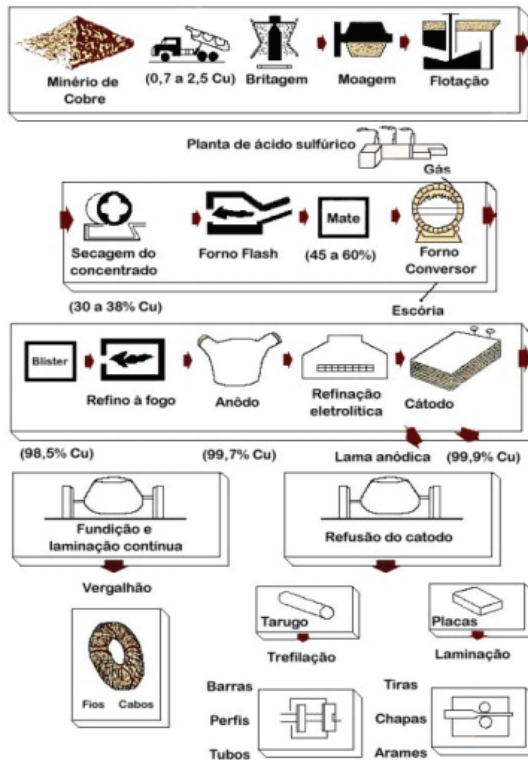 Minério de
Cobre
(0,7 a 2,5 Cu)
Britagem
Moagem
Flotação
Planta de ácido sulfúrico
Gás
Secagem do
concentrado
Forno Flash
Mate
(45 a 60%)
Forno
Conversor
(30 a 38% Cu)
Escória
Blister
Refino à fogo
Anôdo
Refinação
eletrolítica
Cátodo
(98,5% Cu)
(99,7% Cu)
Lama anódica
(99,9% Cu)
Fundição e
laminação contínua
Refusão do catodo
Vergalhão
Tarugo
Placas
Trefilação
Laminação
Fios Cabos
Barras
Perfis
Tubos
Tiras
Chapas
Arames